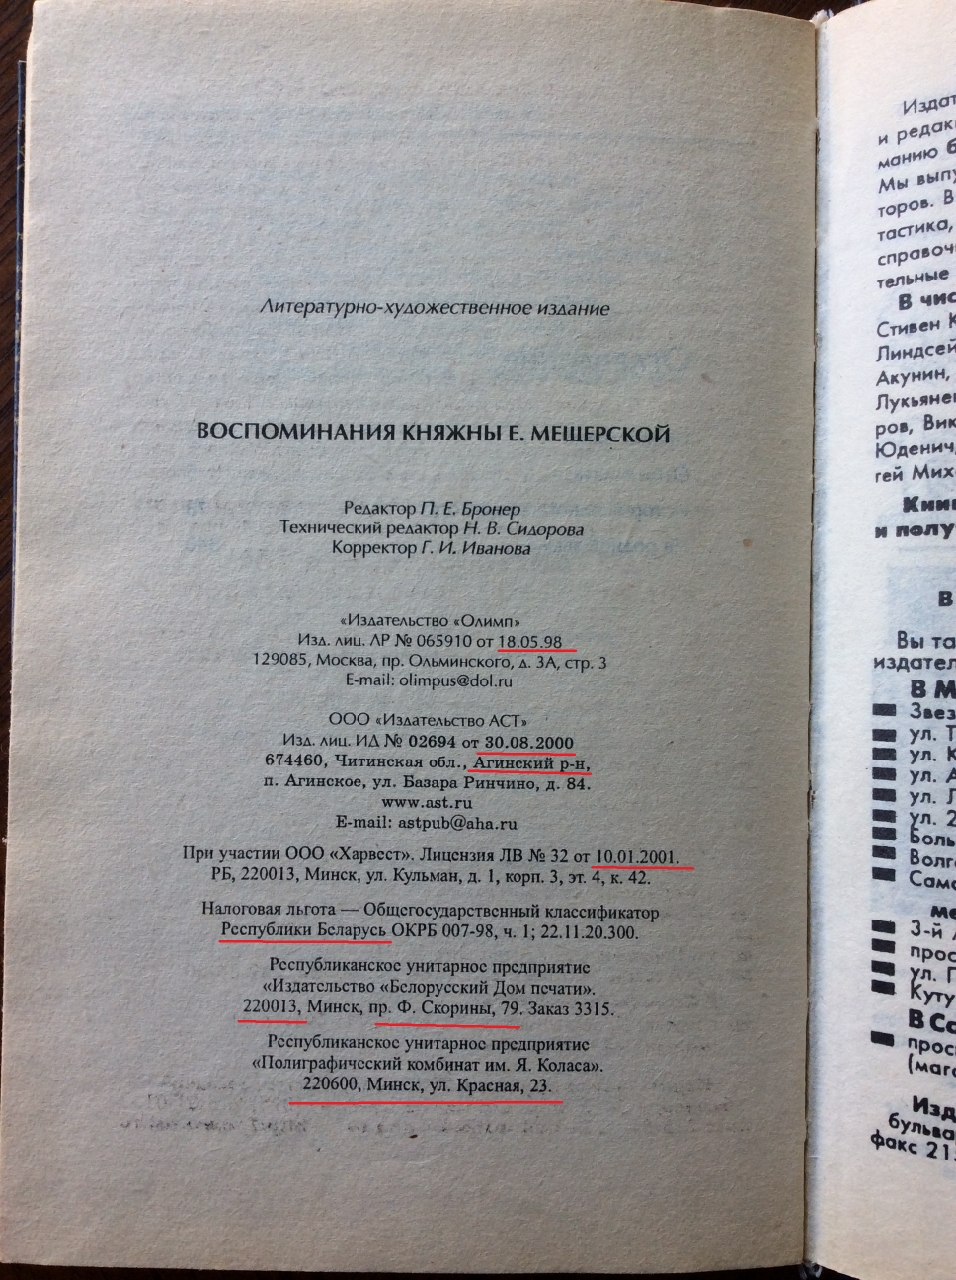 Литературно-художественное издание
ВОСПОМИНАНИЯ КНЯЖНЫ Е. МЕЩЕРСКОЙ
Редактор П. Е. Бронер
Технический редактор Н. В. Сидорова
Корректор Г. И. Иванова
«Издательство «Олимп»
Изд. лиц. ЛР № 065910 от 18.05.98
129085, Москва, пр. Ольминского, д. 3А, стр. 3
E-mail: olimpus@dol.ru
ООО «Издательство АСТ»
Изд. лиц. ИД № 02694 от 30.08.2000
674460, Читинская обл., Агинский р-н,
п. Агинское, ул. Базара Ринчино, д. 84.
www.ast.ru
E-mail: astpub@aha.ru
При участии ООО «Харвест». Лицензия ЛВ № 32 от 10.01.2001.
РБ, 220013, Минск, ул. Кульман, д. 1, корп. 3, эт. 4, к. 42.
Налоговая льгота — Общегосударственный классификатор
Республики Беларусь ОКРБ 007-98, ч. 1; 22.11.20.300.
Республиканское унитарное предприятие
«Издательство «Белорусский Дом печати».
220013, Минск, пр. Ф. Скорины, 79. Заказ 3315.
Республиканское унитарное предприятие
«Полиграфический комбинат им. Я. Коласа».
220600, Минск, ул. Красная, 23.
Издат
и редак
манию б
Мы выпу
торов. В
тастика,
справоч
тельные
В чис
Стивен К
Линдсей
Акунин,
Лукьяне
ров, Вик
Юденич,
гей Мих
Книг
и полу
В
Вы та
издател
В М
Звез
ул. Т
ул. К
ул. А
ул. Л
ул. 2
Боль
Волг
Сама
ме
3-й
прос
ул. П
Куту
В Са
прос
(мага
Изд
бульва
факс 21